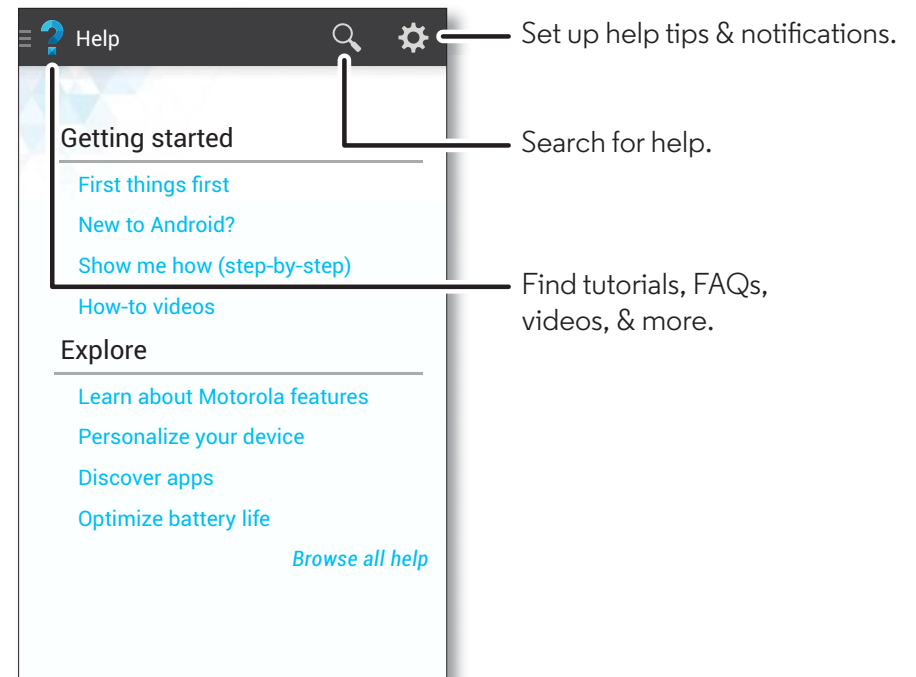 Help
Set up help tips & notifications.
Getting started
Search for help.
First things first
New to Android?
Show me how (step-by-step)
How-to videos
Find tutorials, FAQs,
videos, & more.
Explore
Learn about Motorola features
Personalize your device
Discover apps
Optimize battery life
Browse all help